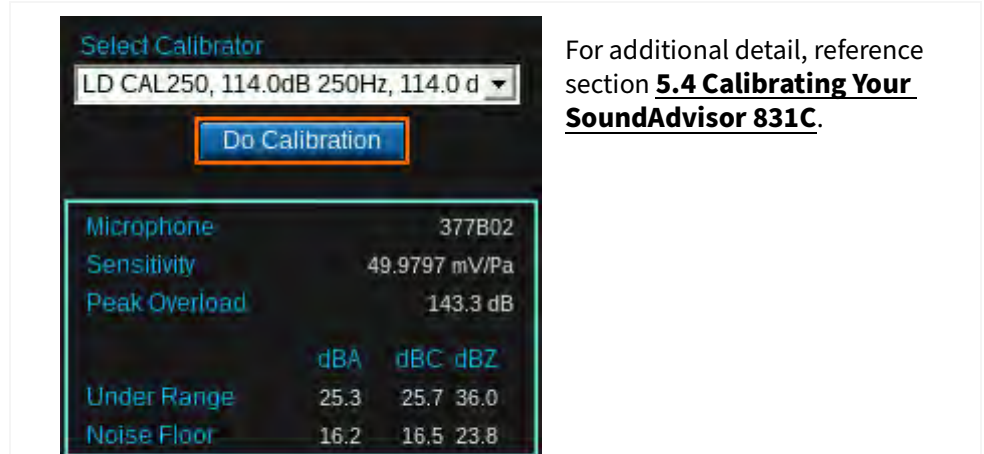 Select Calibrator
LD CAL250, 114.0dB 250Hz, 114.0 d
Do Calibration
Microphone 377B02
Sensitivity 49.9797 mV/Pa
Peak Overload 143.3 dB
dBA dBC dBZ
Under Range 25.3 25.7 36.0
Noise Floor 16.2 16.5 23.8
For additional detail, reference
section 5.4 Calibrating Your
SoundAdvisor 831C.